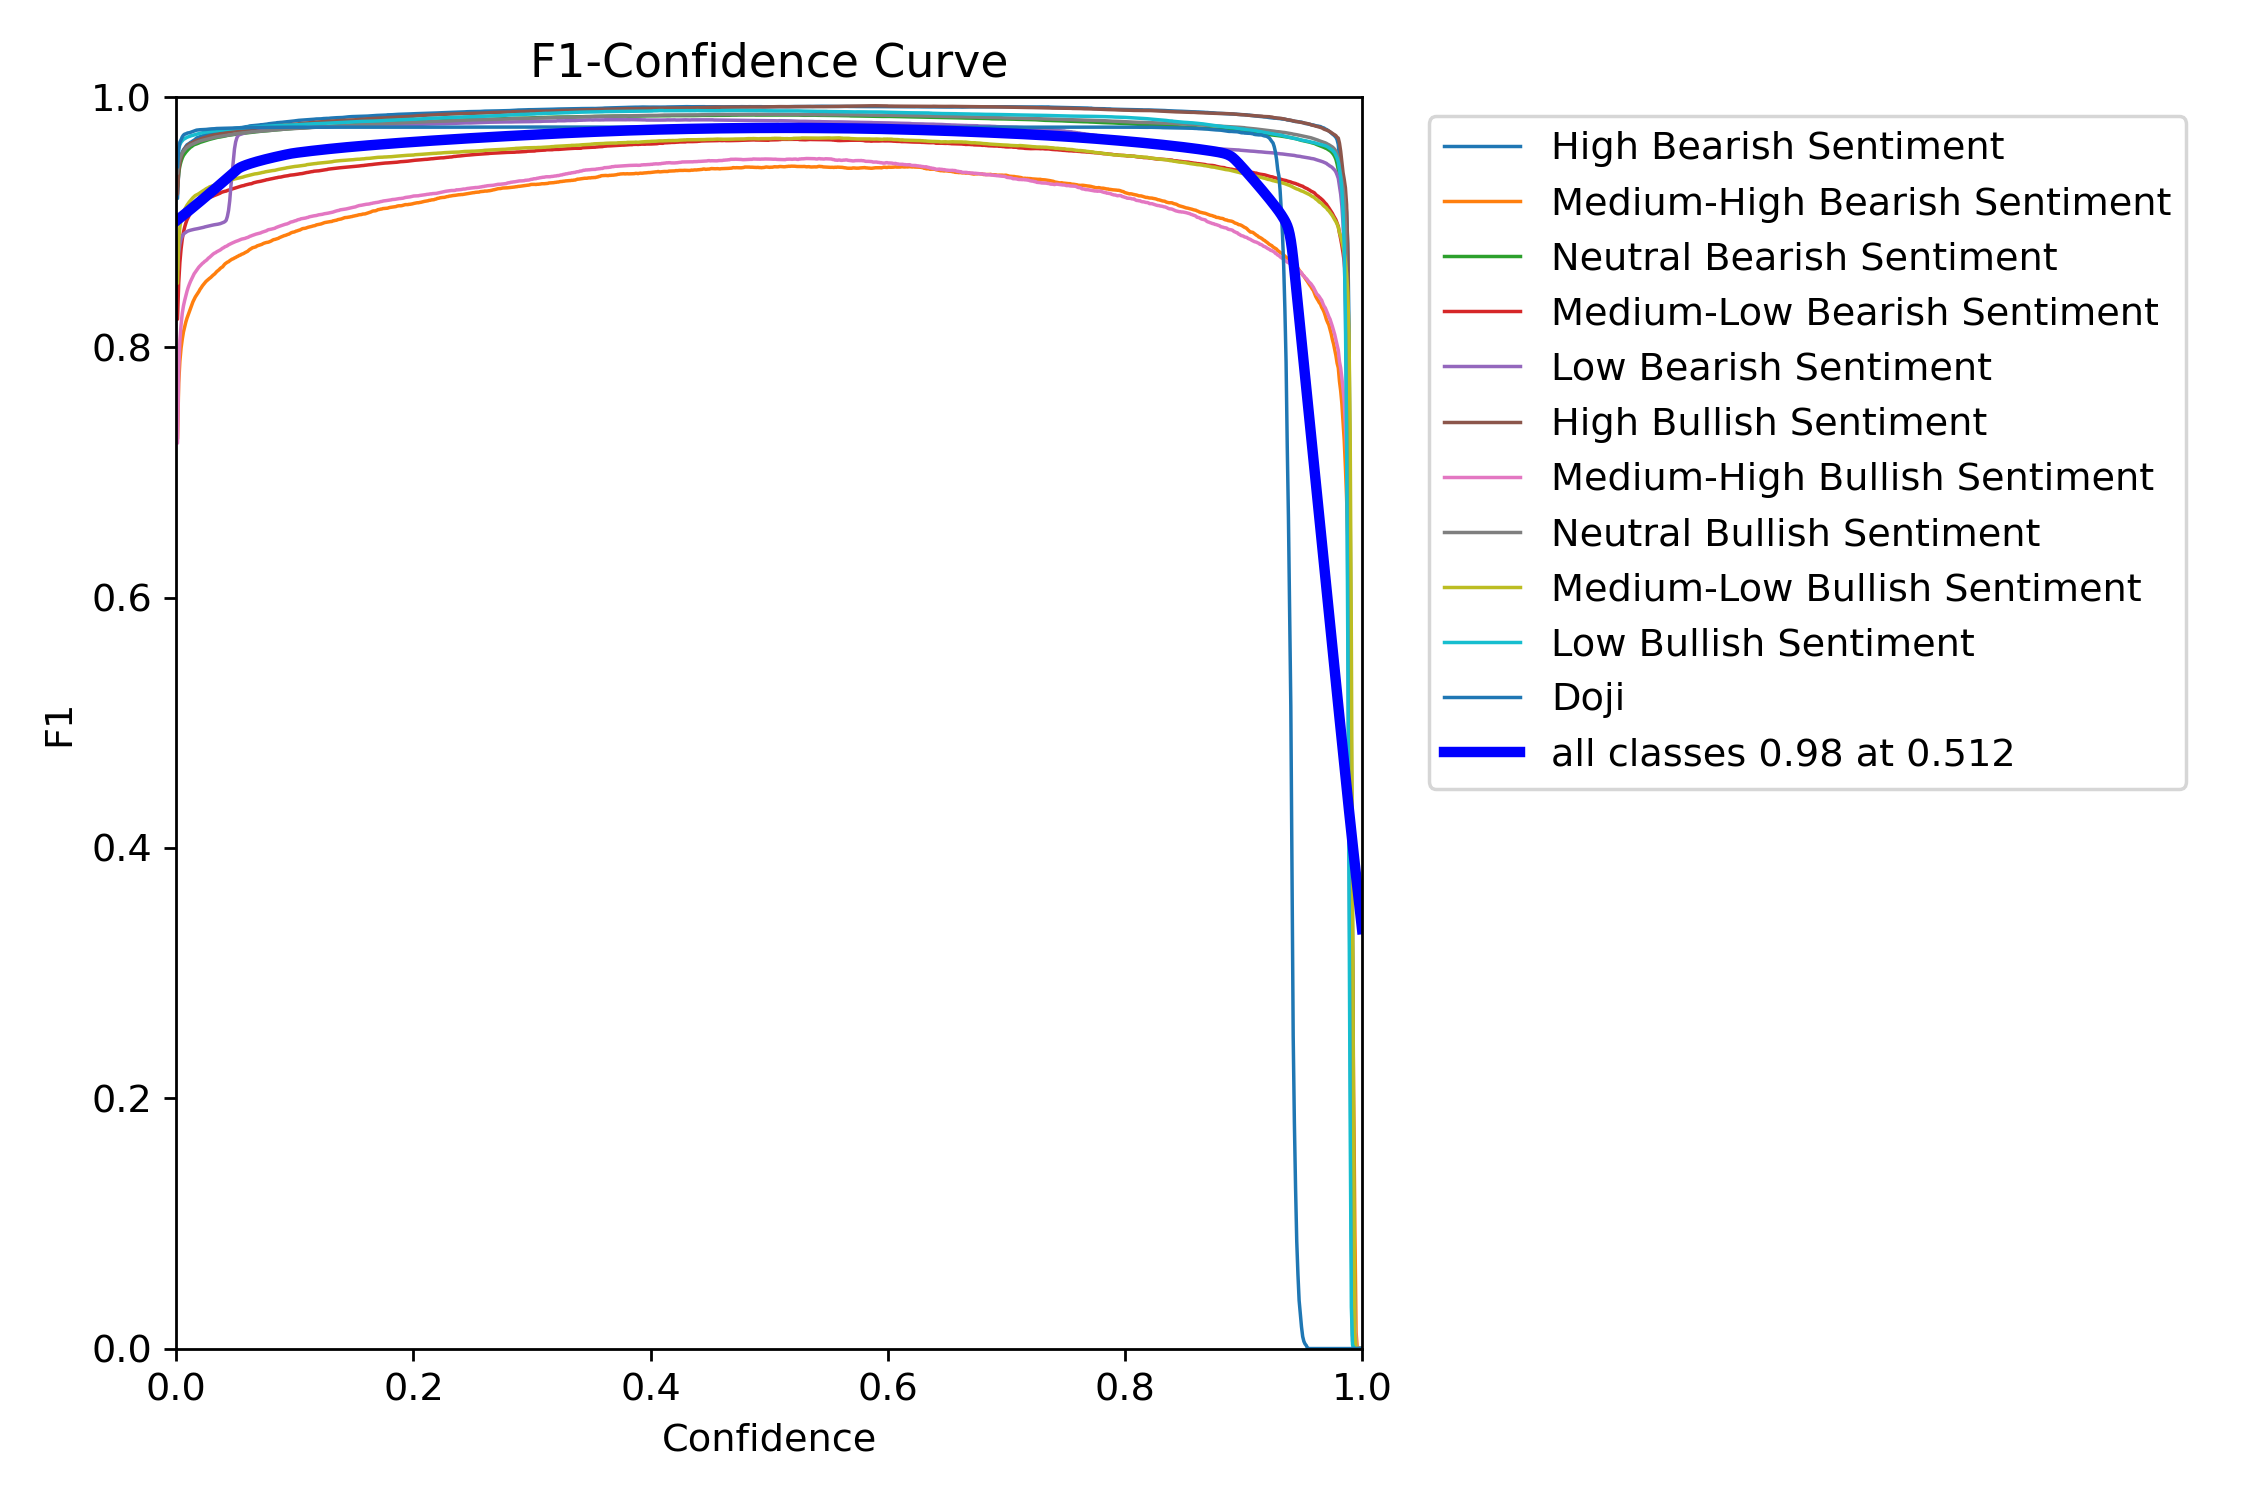 F1-Confidence Curve
1.0
0.8
0.6
0.4
0.2
0.0
F1
0.0 0.2 0.4 0.6 0.8 1.0
Confidence
High Bearish Sentiment
Medium-High Bearish Sentiment
Neutral Bearish Sentiment
Medium-Low Bearish Sentiment
Low Bearish Sentiment
High Bullish Sentiment
Medium-High Bullish Sentiment
Neutral Bullish Sentiment
Medium-Low Bullish Sentiment
Low Bullish Sentiment
Doji
all classes 0.98 at 0.512